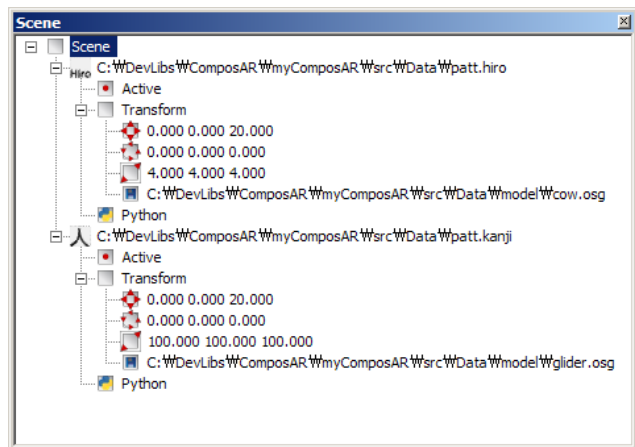 Scene
Scene
Hiro C:₩DevLibs₩ComposAR₩myComposAR₩src₩Data₩patt.hiro
Active
Transform
0.000 0.000 20.000
0.000 0.000 0.000
4.000 4.000 4.000
C:₩DevLibs₩ComposAR₩myComposAR₩src₩Data₩model₩cow.osg
Python
人 C:₩DevLibs₩ComposAR₩myComposAR₩src₩Data₩patt.kanji
Active
Transform
0.000 0.000 20.000
0.000 0.000 0.000
100.000 100.000 100.000
C:₩DevLibs₩ComposAR₩myComposAR₩src₩Data₩model₩glider.osg
Python